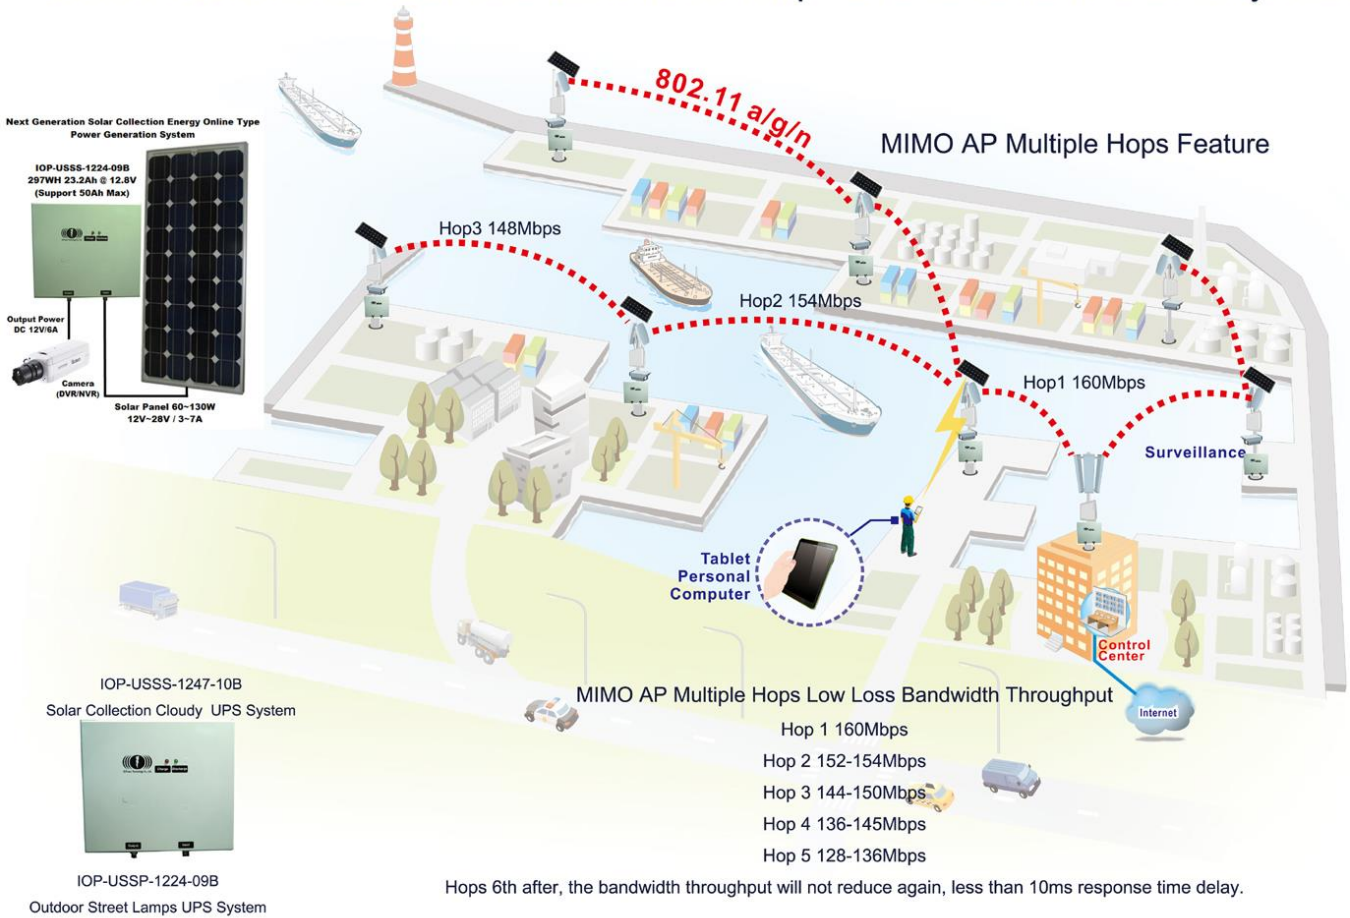 Next Generation Solar Collection Energy Online Type
Power Generation System
IOP-USSS-1224-09B
297WH 23.2Ah @ 12.8V
(Support 50Ah Max)
Output Power
DC 12V/6A
Camera
(DVR/NVR)
Solar Panel 60~130W
12V~28V / 3~7A
802.11 a/g/n
MIMO AP Multiple Hops Feature
Hop3 148Mbps
Hop2 154Mbps
Hop1 160Mbps
Surveillance
Tablet
Personal
Computer
Control
Center
Internet
IOP-USSS-1247-10B
Solar Collection Cloudy UPS System
IOP-USSP-1224-09B
Outdoor Street Lamps UPS System
MIMO AP Multiple Hops Low Loss Bandwidth Throughput
Hop 1 160Mbps
Hop 2 152-154Mbps
Hop 3 144-150Mbps
Hop 4 136-145Mbps
Hop 5 128-136Mbps
Hops 6th after, the bandwidth throughput will not reduce again, less than 10ms response time delay.